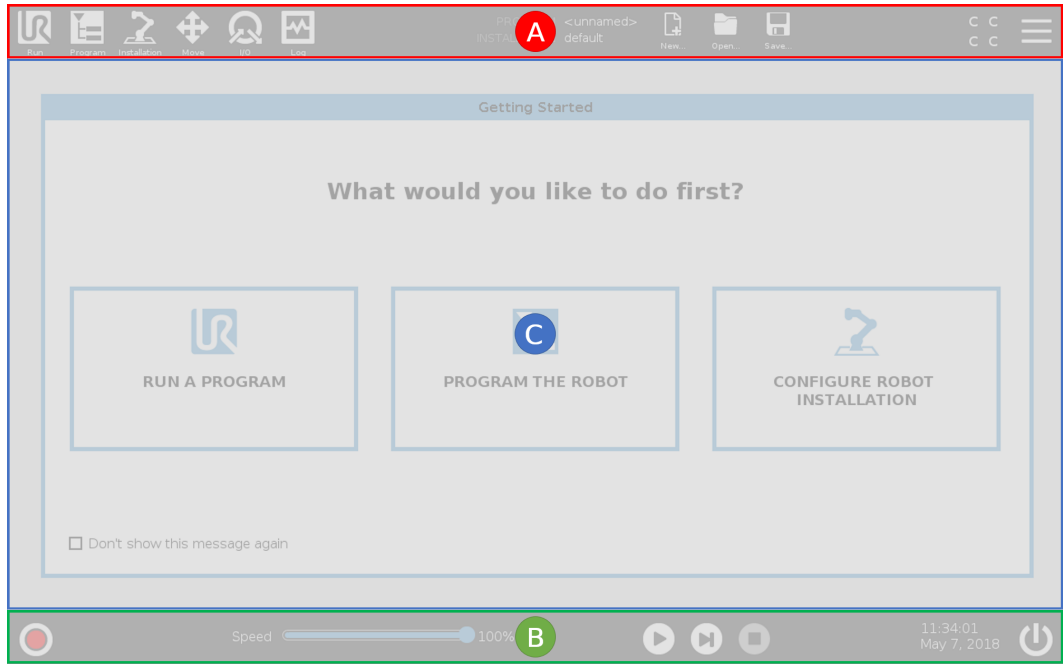 PRO <unnamed>
INSTAL default
A
C C
C C
Run Program Installation Move I/O Log New... Open... Save...
Getting Started
What would you like to do first?
C
RUN A PROGRAM
PROGRAM THE ROBOT
CONFIGURE ROBOT
INSTALLATION
Don't show this message again
Speed 100% B
11:34:01
May 7, 2018